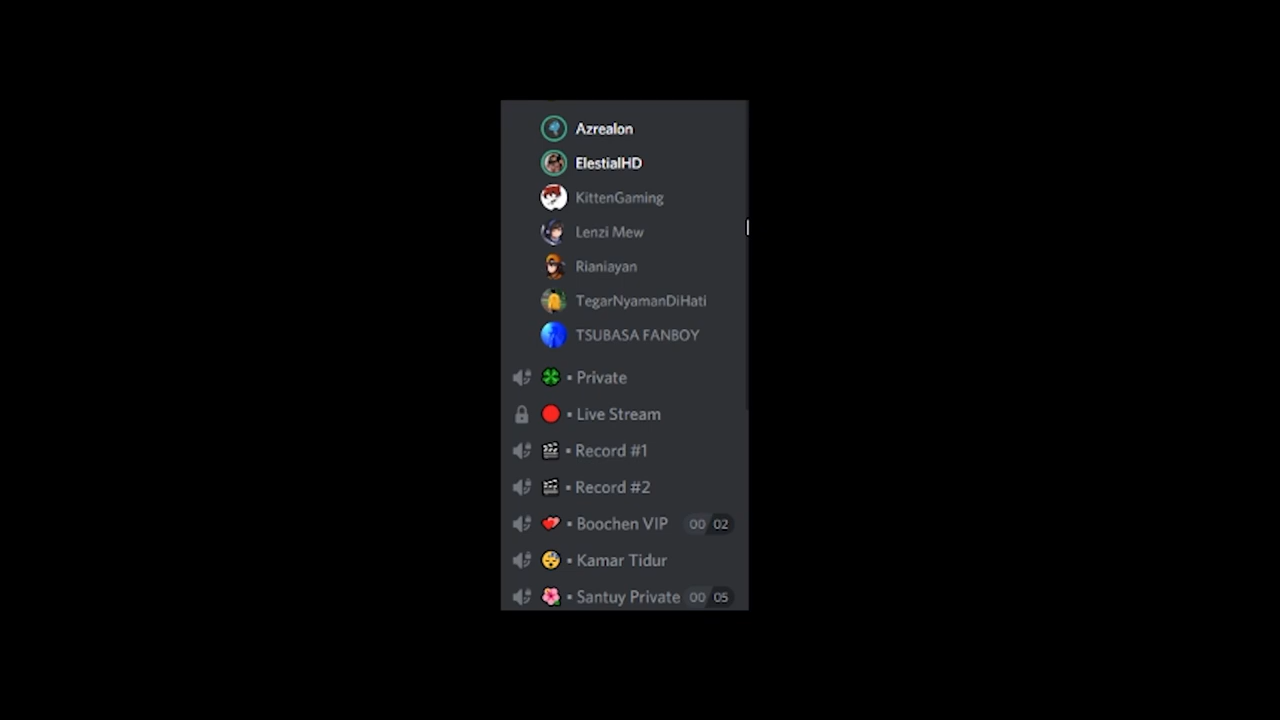 Azrealon
ElestialHD
KittenGaming
Lenzi Mew
Rianiayan
TegarNyamanDiHati
TSUBASA FANBOY
▪ Private
▪ Live Stream
▪ Record #1
▪ Record #2
▪ Boochen VIP 00 02
▪ Kamar Tidur
▪ Santuy Private 00 05